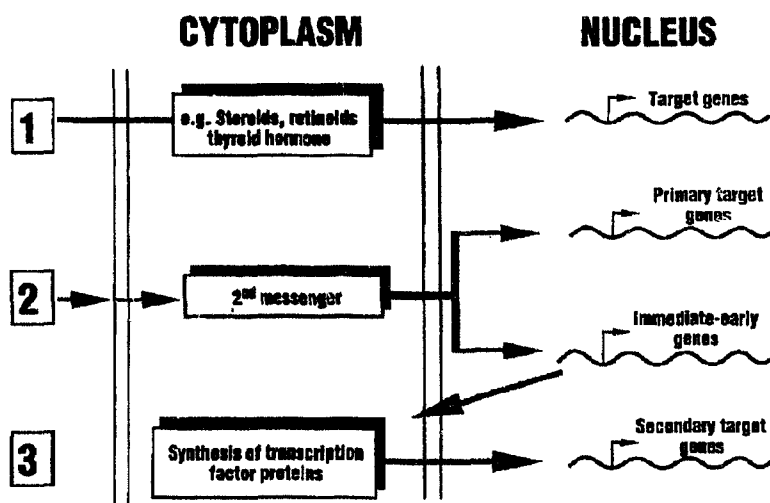 CYTOPLASM
NUCLEUS
1
e.g. Steroids, retinoids
thyroid hormone
Target genes
2
2nd messenger
Primary target
genes
Immediate-early
genes
3
Synthesis of transcription
factor proteins
Secondary target
genes